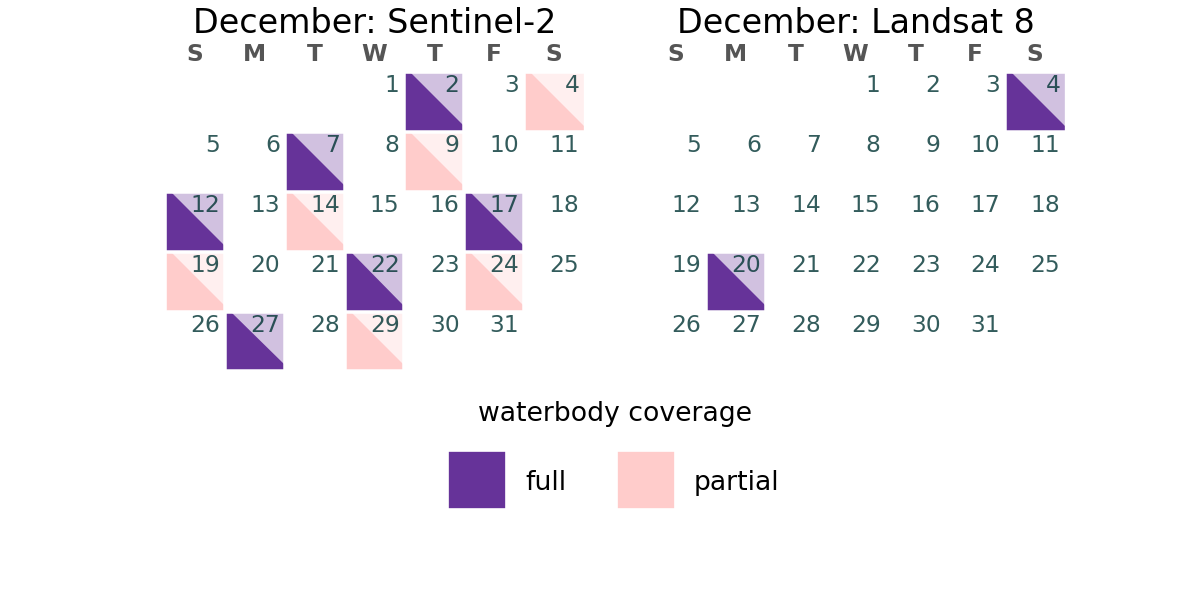 December: Sentinel-2
S M T W T F S
1 2 3 4
5 6 7 8 9 10 11
12 13 14 15 16 17 18
19 20 21 22 23 24 25
26 27 28 29 30 31
December: Landsat 8
S M T W T F S
1 2 3 4
5 6 7 8 9 10 11
12 13 14 15 16 17 18
19 20 21 22 23 24 25
26 27 28 29 30 31
waterbody coverage
full
partial